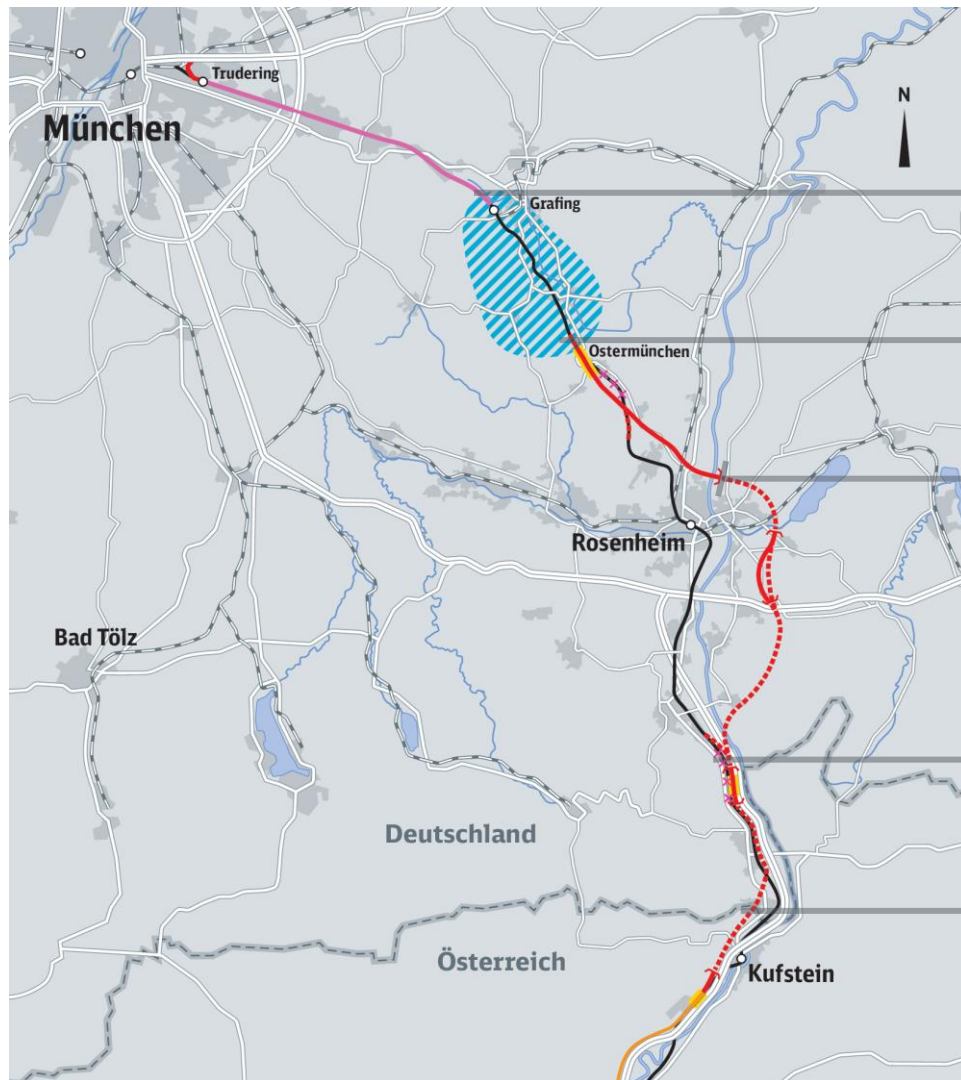 Trudering
München
N
Grafing
Ostermünchen
Rosenheim
Bad Tölz
Deutschland
Österreich
Kufstein